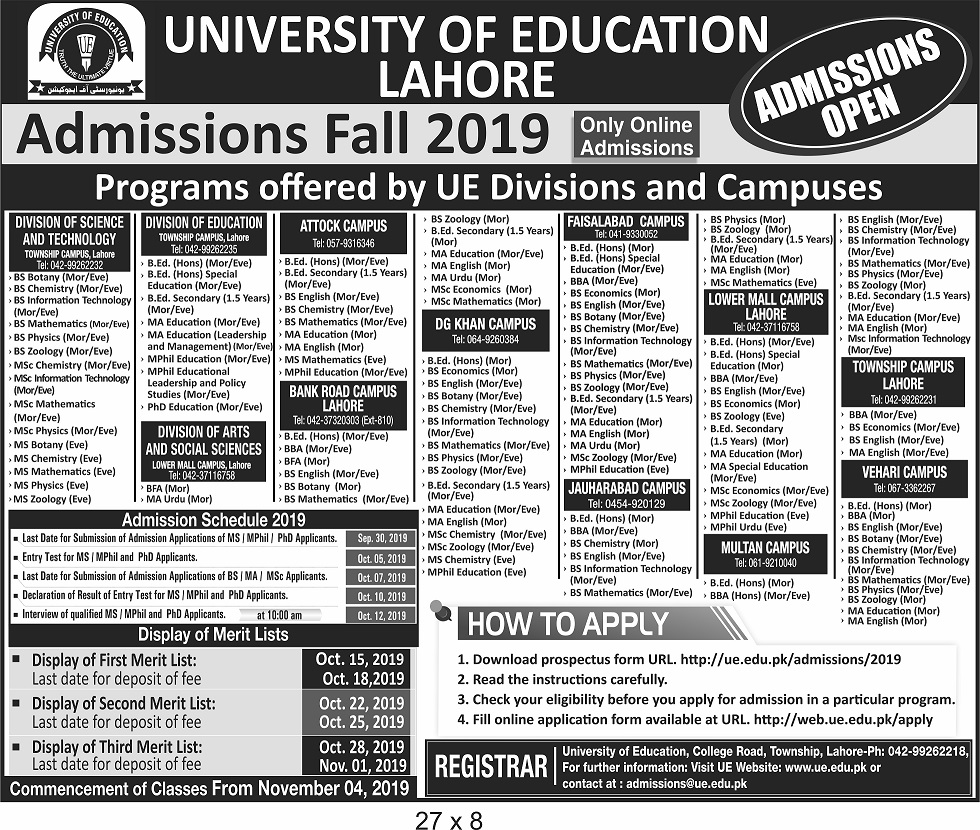 UNIVERSITY OF EDUCATION
TRUTH THE ULTIMATE VIRTUE
UE
یونیورسٹی آف ایجوکیشن
UNIVERSITY OF EDUCATION
LAHORE
ADMISSIONS
OPEN
Admissions Fall 2019
Only Online
Admissions
Programs offered by UE Divisions and Campuses
DIVISION OF SCIENCE
AND TECHNOLOGY
TOWNSHIP CAMPUS, Lahore
Tel: 042-99262232
› BS Botany (Mor/Eve)
› BS Chemistry (Mor/Eve)
› BS Information Technology
(Mor/Eve)
› BS Mathematics (Mor/Eve)
› BS Physics (Mor/Eve)
› BS Zoology (Mor/Eve)
› MSc Chemistry (Mor/Eve)
› MSc Information Technology
(Mor/Eve)
› MSc Mathematics
(Mor/Eve)
› MSc Physics (Mor/Eve)
› MS Botany (Eve)
› MS Chemistry (Eve)
› MS Mathematics (Eve)
› MS Physics (Eve)
› MS Zoology (Eve)
DIVISION OF EDUCATION
TOWNSHIP CAMPUS, Lahore
Tel: 042-99262235
› B.Ed. (Hons) (Mor/Eve)
› B.Ed. (Hons) Special
Education (Mor/Eve)
› B.Ed. Secondary (1.5 Years)
(Mor/Eve)
› MA Education (Mor/Eve)
› MA Education (Leadership
and Management) (Mor/Eve)
› MPhil Education (Mor/Eve)
› MPhil Educational
Leadership and Policy
Studies (Mor/Eve)
› PhD Education (Mor/Eve)
DIVISION OF ARTS
AND SOCIAL SCIENCES
LOWER MALL CAMPUS, Lahore
Tel: 042-37116758
› BFA (Mor)
› MA Urdu (Mor)
ATTOCK CAMPUS
Tel: 057-9316346
› B.Ed. (Hons) (Mor/Eve)
› B.Ed. Secondary (1.5 Years)
(Mor/Eve)
› BS English (Mor/Eve)
› BS Chemistry (Mor/Eve)
› BS Mathematics (Mor/Eve)
› MA Education (Mor)
› MA English (Mor)
› MS Mathematics (Eve)
› MPhil Education (Mor/Eve)
BANK ROAD CAMPUS
LAHORE
Tel: 042-37320303 (Ext-810)
› B.Ed. (Hons) (Mor/Eve)
› BBA (Mor/Eve)
› BFA (Mor)
› BS English (Mor/Eve)
› BS Botany (Mor)
› BS Mathematics (Mor/Eve)
› BS Zoology (Mor)
› B.Ed. Secondary (1.5 Years)
(Mor)
› MA Education (Mor/Eve)
› MA English (Mor)
› MA Urdu (Mor)
› MSc Economics (Mor)
› MSc Mathematics (Mor)
DG KHAN CAMPUS
Tel: 064-9260384
› B.Ed. (Hons) (Mor)
› BS Economics (Mor)
› BS English (Mor/Eve)
› BS Botany (Mor/Eve)
› BS Chemistry (Mor/Eve)
› BS Information Technology
(Mor/Eve)
› BS Mathematics (Mor/Eve)
› BS Physics (Mor/Eve)
› BS Zoology (Mor/Eve)
› B.Ed. Secondary (1.5 Years)
(Mor/Eve)
› MA Education (Mor/Eve)
› MA English (Mor)
› MSc Chemistry (Mor/Eve)
› MSc Zoology (Mor/Eve)
› MS Chemistry (Eve)
› MPhil Education (Eve)
FAISALABAD CAMPUS
Tel: 041-9330052
› B.Ed. (Hons) (Mor)
› B.Ed. (Hons) Special
Education (Mor/Eve)
› BBA (Mor/Eve)
› BS Economics (Mor)
› BS English (Mor/Eve)
› BS Botany (Mor/Eve)
› BS Chemistry (Mor/Eve)
› BS Information Technology
(Mor/Eve)
› BS Mathematics (Mor/Eve)
› BS Physics (Mor/Eve)
› BS Zoology (Mor/Eve)
› B.Ed. Secondary (1.5 Years)
(Mor/Eve)
› MA Education (Mor)
› MA English (Mor)
› MA Urdu (Mor)
› MSc Zoology (Mor/Eve)
› MPhil Education (Eve)
JAUHARABAD CAMPUS
Tel: 0454-920129
› B.Ed. (Hons) (Mor)
› BBA (Mor/Eve)
› BS Chemistry (Mor)
› BS English (Mor/Eve)
› BS Information Technology
(Mor/Eve)
› BS Mathematics (Mor/Eve)
› BS Physics (Mor)
› BS Zoology (Mor)
› B.Ed. Secondary (1.5 Years)
(Mor/Eve)
› MA Education (Mor)
› MA English (Mor)
› MSc Mathematics (Eve)
LOWER MALL CAMPUS
LAHORE
Tel: 042-37116758
› B.Ed. (Hons) (Mor/Eve)
› B.Ed. (Hons) Special
Education (Mor)
› BBA (Mor/Eve)
› BS English (Mor/Eve)
› BS Economics (Mor)
› BS Zoology (Eve)
› B.Ed. Secondary
(1.5 Years) (Mor)
› MA Education (Mor)
› MA Special Education
(Mor/Eve)
› MSc Economics (Mor/Eve)
› MSc Zoology (Mor)
› MPhil Education (Eve)
› MPhil Urdu (Eve)
MULTAN CAMPUS
Tel: 061-9210040
› B.Ed. (Hons) (Mor)
› BBA (Hons) (Mor/Eve)
› BS English (Mor/Eve)
› BS Chemistry (Mor/Eve)
› BS Information Technology
(Mor/Eve)
› BS Mathematics (Mor/Eve)
› BS Physics (Mor/Eve)
› BS Zoology (Mor)
› B.Ed. Secondary (1.5 Years)
(Mor/Eve)
› MA Education (Mor/Eve)
› MA English (Mor)
› Msc Information Technology
(Mor/Eve)
TOWNSHIP CAMPUS
LAHORE
Tel: 042-99262231
› BBA (Mor/Eve)
› BS Economics (Mor/Eve)
› BS English (Mor/Eve)
› MA English (Mor/Eve)
VEHARI CAMPUS
Tel: 067-3362267
› B.Ed. (Hons) (Mor)
› BBA (Mor)
› BS English (Mor/Eve)
› BS Botany (Mor/Eve)
› BS Chemistry (Mor/Eve)
› BS Information Technology
(Mor/Eve)
› BS Mathematics (Mor/Eve)
› BS Physics (Mor/Eve)
› BS Zoology (Mor)
› MA Education (Mor)
› MA English (Mor)
Admission Schedule 2019
▪ Last Date for Submission of Admission Applications of MS / MPhil / PhD Applicants. Sep. 30, 2019
▪ Entry Test for MS / MPhil and PhD Applicants. Oct. 05, 2019
▪ Last Date for Submission of Admission Applications of BS / MA / MSc Applicants. Oct. 07, 2019
▪ Declaration of Result of Entry Test for MS / MPhil and PhD Applicants. Oct. 10, 2019
▪ Interview of qualified MS / MPhil and PhD Applicants. at 10:00 am Oct. 12, 2019
Display of Merit Lists
▪ Display of First Merit List: Oct. 15, 2019
Last date for deposit of fee Oct. 18,2019
▪ Display of Second Merit List: Oct. 22, 2019
Last date for deposit of fee Oct. 25, 2019
▪ Display of Third Merit List: Oct. 28, 2019
Last date for deposit of fee Nov. 01, 2019
Commencement of Classes From November 04, 2019
HOW TO APPLY
1. Download prospectus form URL. http://ue.edu.pk/admissions/2019
2. Read the instructions carefully.
3. Check your eligibility before you apply for admission in a particular program.
4. Fill online application form available at URL. http://web.ue.edu.pk/apply
REGISTRAR
University of Education, College Road, Township, Lahore-Ph: 042-99262218,
For further information: Visit UE Website: www.ue.edu.pk or
contact at : admissions@ue.edu.pk
27 x 8